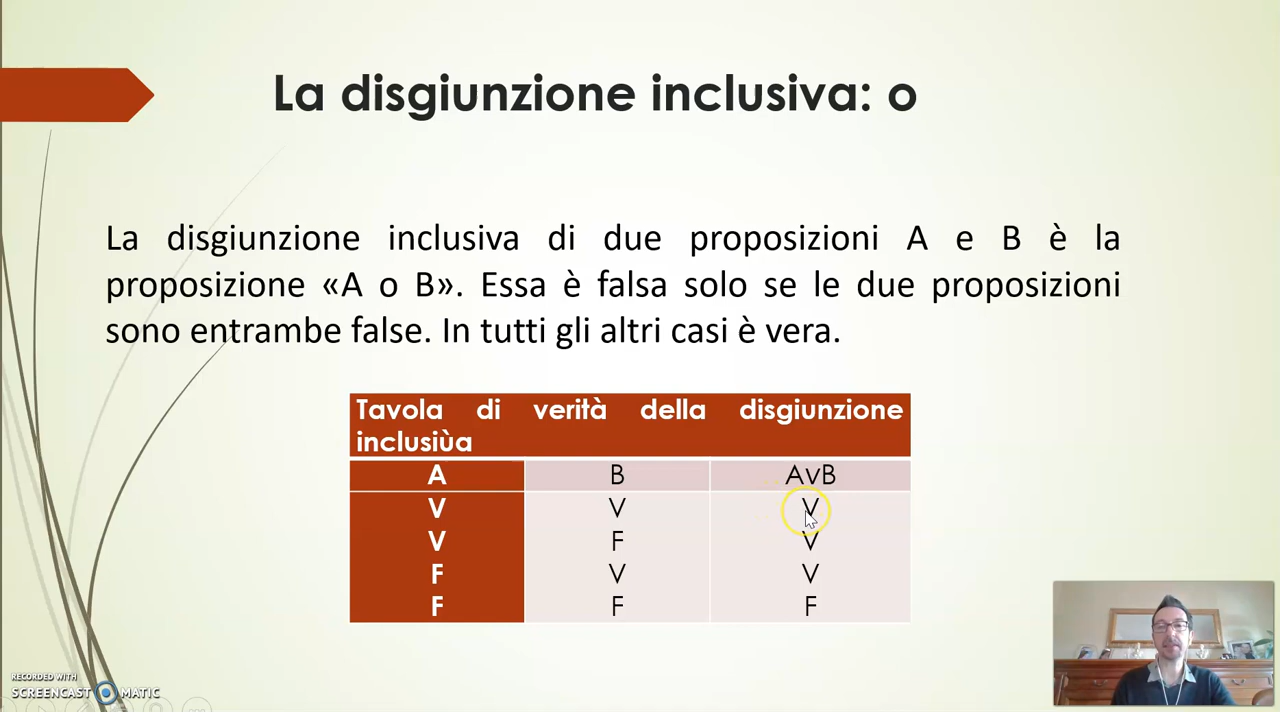 La disgiunzione inclusiva: o
La disgiunzione inclusiva di due proposizioni A e B è la
proposizione «A o B». Essa è falsa solo se le due proposizioni
sono entrambe false. In tutti gli altri casi è vera.
Tavola di verità della disgiunzione
inclusiùa
A B AvB
V V V
V F V
F V V
F F F
RECORDED WITH
SCREENCAST MATIC